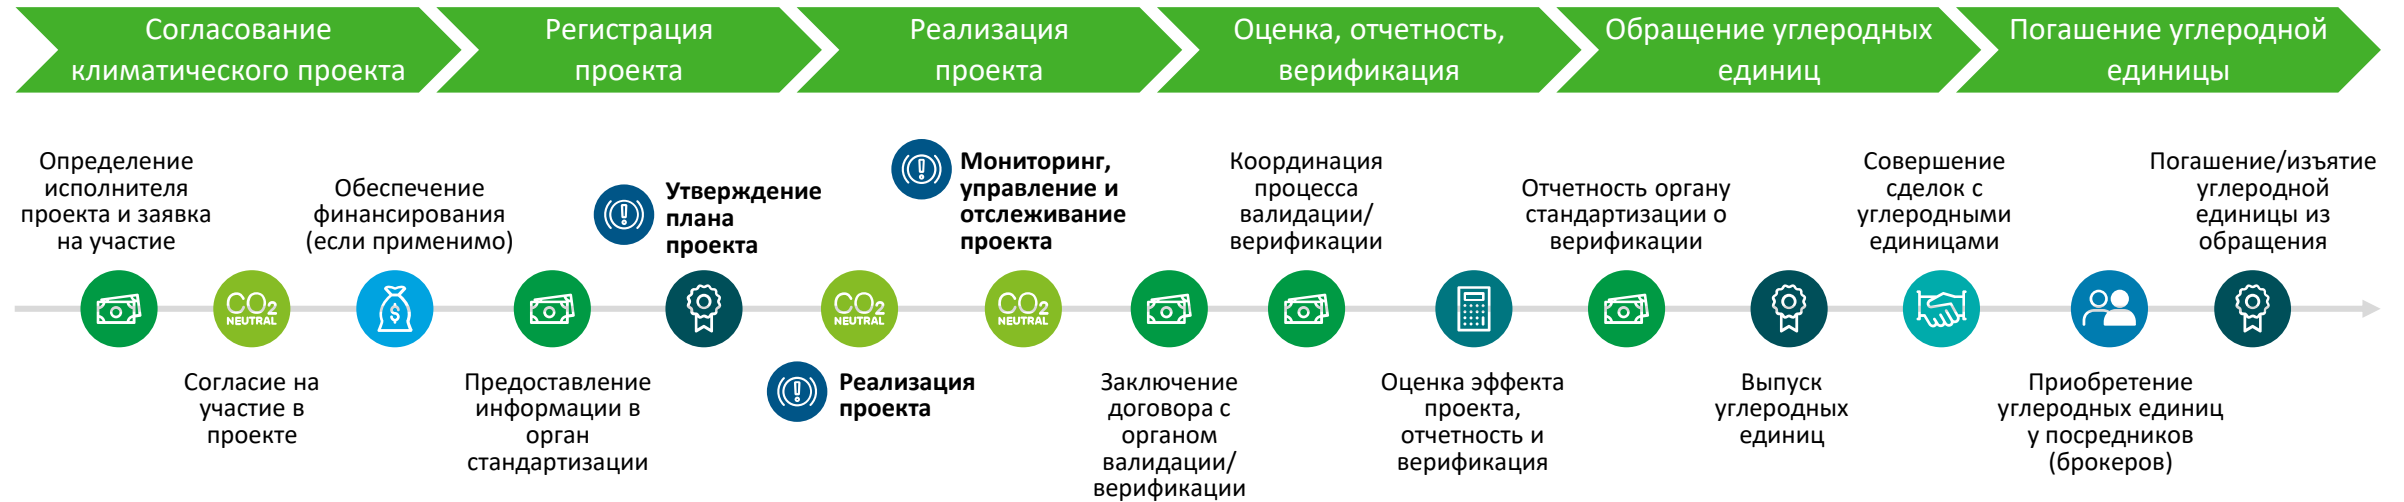 Согласование
климатического проекта
Регистрация
проекта
Реализация
проекта
Оценка, отчетность,
верификация
Обращение углеродных
единиц
Погашение углеродной
единицы
Определение
исполнителя
проекта и заявка
на участие
Обеспечение
финансирования
(если применимо)
Утверждение
плана
проекта
Мониторинг,
управление и
отслеживание
проекта
Координация
процесса
валидации/
верификации
Отчетность органу
стандартизации о
верификации
Совершение
сделок с
углеродными
единицами
Погашение/изъятие
углеродной
единицы из
обращения
$
CO2
NEUTRAL
CO2
NEUTRAL
CO2
NEUTRAL
Согласие на
участие в
проекте
Предоставление
информации в
орган
стандартизации
Реализация
проекта
Заключение
договора с
органом
валидации/
верификации
Оценка эффекта
проекта,
отчетность и
верификация
Выпуск
углеродных
единиц
Приобретение
углеродных единиц
у посредников
(брокеров)